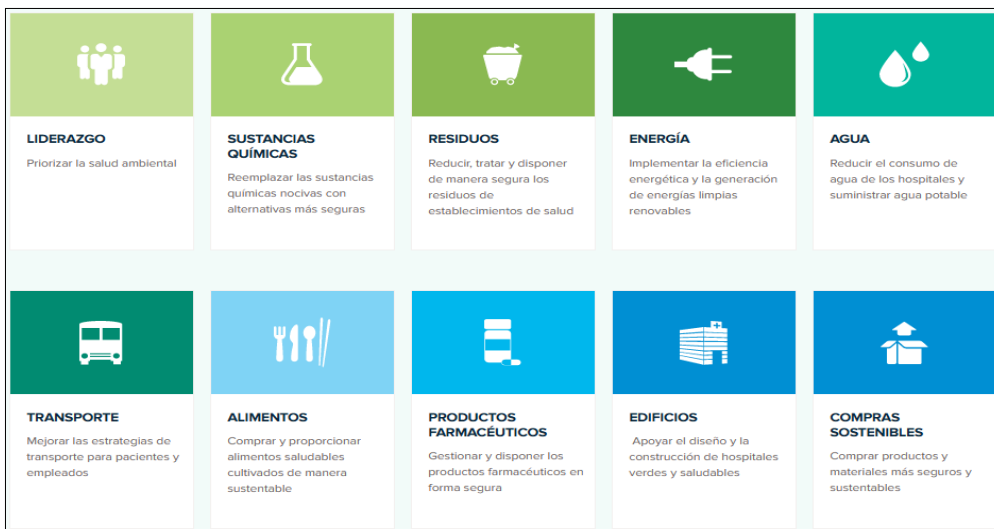 LIDERAZGO
Priorizar la salud ambiental
SUSTANCIAS
QUÍMICAS
Reemplazar las sustancias
químicas nocivas con
alternativas más seguras
RESIDUOS
Reducir, tratar y disponer
de manera segura los
residuos de
establecimientos de salud
ENERGÍA
Implementar la eficiencia
energética y la generación
de energías limpias
renovables
AGUA
Reducir el consumo de
agua de los hospitales y
suministrar agua potable
TRANSPORTE
Mejorar las estrategias de
transporte para pacientes y
empleados
ALIMENTOS
Comprar y proporcionar
alimentos saludables
cultivados de manera
sustentable
PRODUCTOS
FARMACÉUTICOS
Gestionar y disponer los
productos farmacéuticos en
forma segura
EDIFICIOS
Apoyar el diseño y la
construcción de hospitales
verdes y saludables
COMPRAS
SOSTENIBLES
Comprar productos y
materiales más seguros y
sustentables